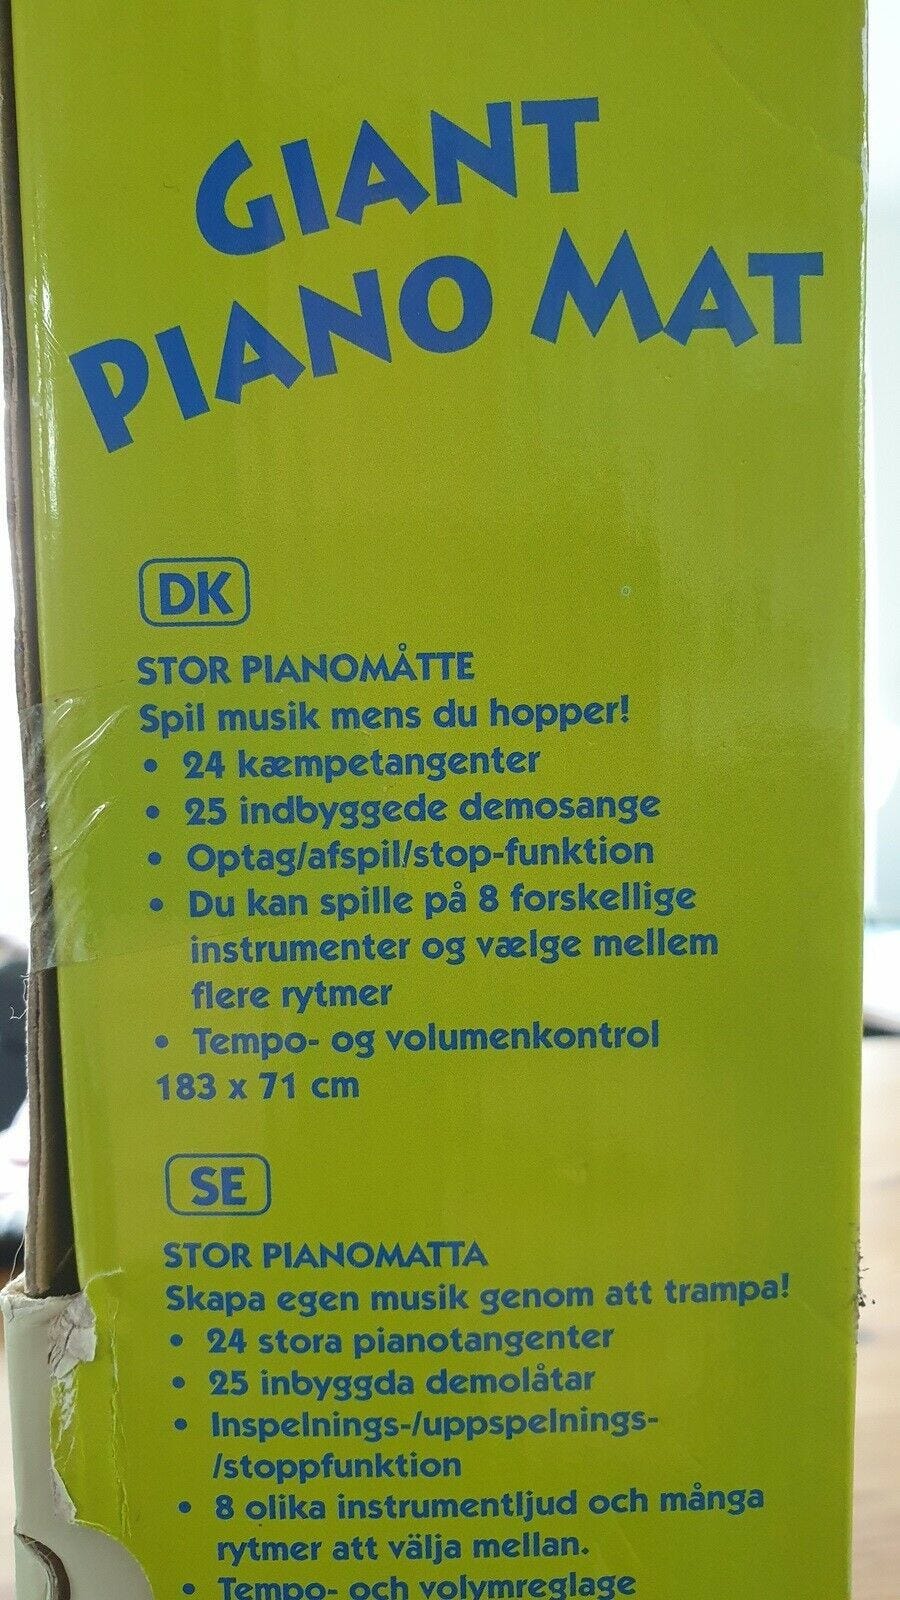 GIANT
PIANO MAT
DK
STOR PIANOMÅTTE
Spil musik mens du hopper!
• 24 kæmpetangenter
• 25 indbyggede demosange
• Optag/afspil/stop-funktion
• Du kan spille på 8 forskellige
instrumenter og vælge mellem
flere rytmer
• Tempo- og volumenkontrol
183 x 71 cm
SE
STOR PIANOMATTA
Skapa egen musik genom att trampa!
• 24 stora pianotangenter
• 25 inbyggda demolåtar
• Inspelnings-/uppspelnings-
/stoppfunktion
• 8 olika instrumentljud och många
rytmer att välja mellan.
• Tempo- och volymreglage